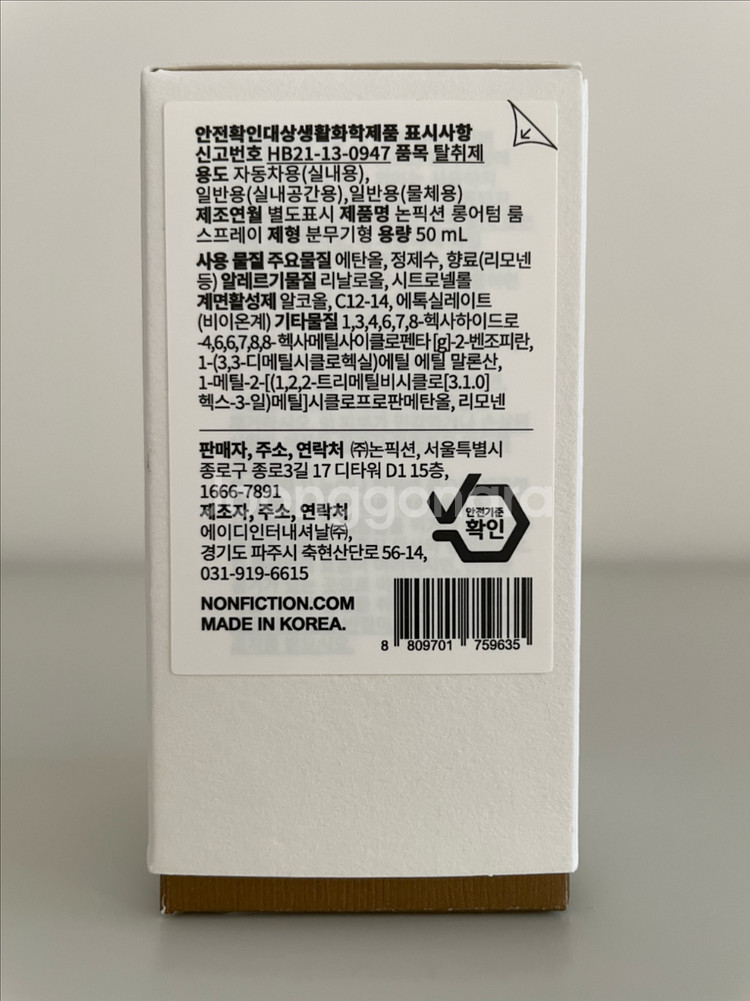 안전확인대상생활화학제품 표시사항
신고번호 HB21-13-0947 품목 탈취제
용도 자동차용(실내용),
일반용(실내공간용),일반용(물체용)
제조연월 별도표시 제품명 논픽션 롱어텀 룸
스프레이 제형 분무기형 용량 50 mL
사용 물질 주요물질 에탄올, 정제수, 향료(리모넨
등) 알레르기물질 리날로올, 시트로넬롤
계면활성제 알코올, C12-14, 에톡실레이트
(비이온계) 기타물질 1,3,4,6,7,8-헥사하이드로
-4,6,6,7,8,8-헥사메틸사이클로펜타[g]-2-벤조피란,
1-(3,3-디메틸시클로헥실)에틸 에틸 말론산,
1-메틸-2-[(1,2,2-트리메틸비시클로[3.1.0]
헥스-3-일)메틸]시클로프로판메탄올, 리모넨
판매자, 주소, 연락처 ㈜논픽션, 서울특별시
종로구 종로3길 17 디타워 D1 15층,
1666-7891
제조자, 주소, 연락처
에이디인터내셔날㈜,
경기도 파주시 축현산단로 56-14,
031-919-6615
안전기준
확인
NONFICTION.COM
MADE IN KOREA.
8 809701 759635
joonggonara